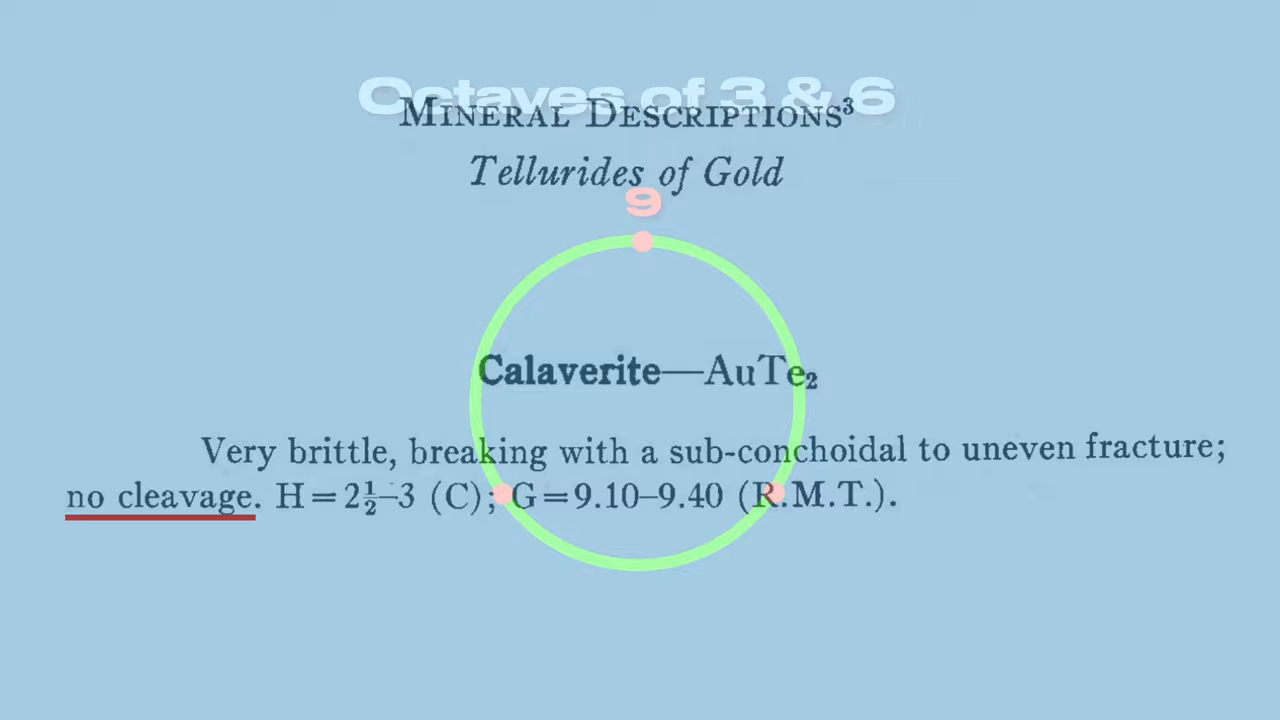 Octaves of 3 & 6
MINERAL DESCRIPTIONS³
Tellurides of Gold
9
Calaverite—AuTe₂
Very brittle, breaking with a sub-conchoidal to uneven fracture;
no cleavage. H=2½–3 (C); G=9.10–9.40 (R.M.T.).